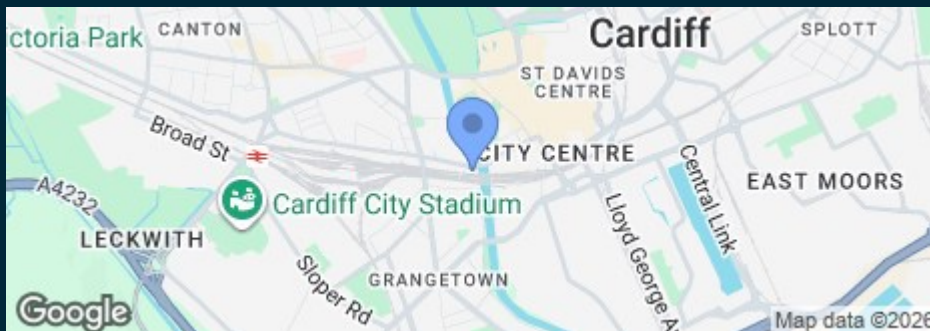 Cardiff
SPLOTT
CANTON
ictoria Park
ST DAVIDS
CENTRE
Broad St
CITY CENTRE
Central Link
EAST MOORS
A4232
Cardiff City Stadium
LECKWITH
Lloyd George A
Sloper Rd
GRANGETOWN
Google
Map data ©2026